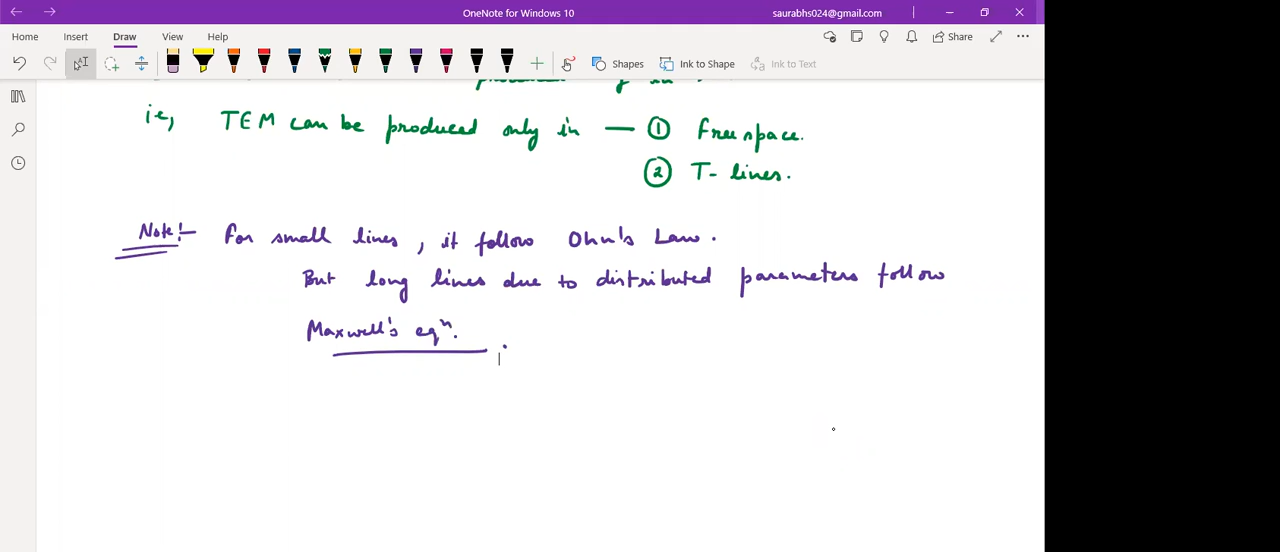 OneNote for Windows 10
saurabhs024@gmail.com
Home Insert Draw View Help
Share
Shapes Ink to Shape Ink to Text
ie, TEM can be produced only in — ① Free space.
② T-lines.
Note:- For small lines, it follow Ohm's Law.
But long lines due to distributed parameters follow
Maxwell's eqⁿ.